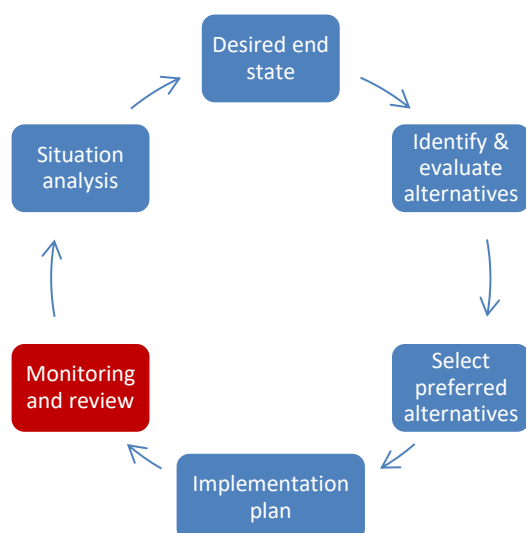 Desired end
state
Identify &
evaluate
alternatives
Select
preferred
alternatives
Implementation
plan
Monitoring
and review
Situation
analysis